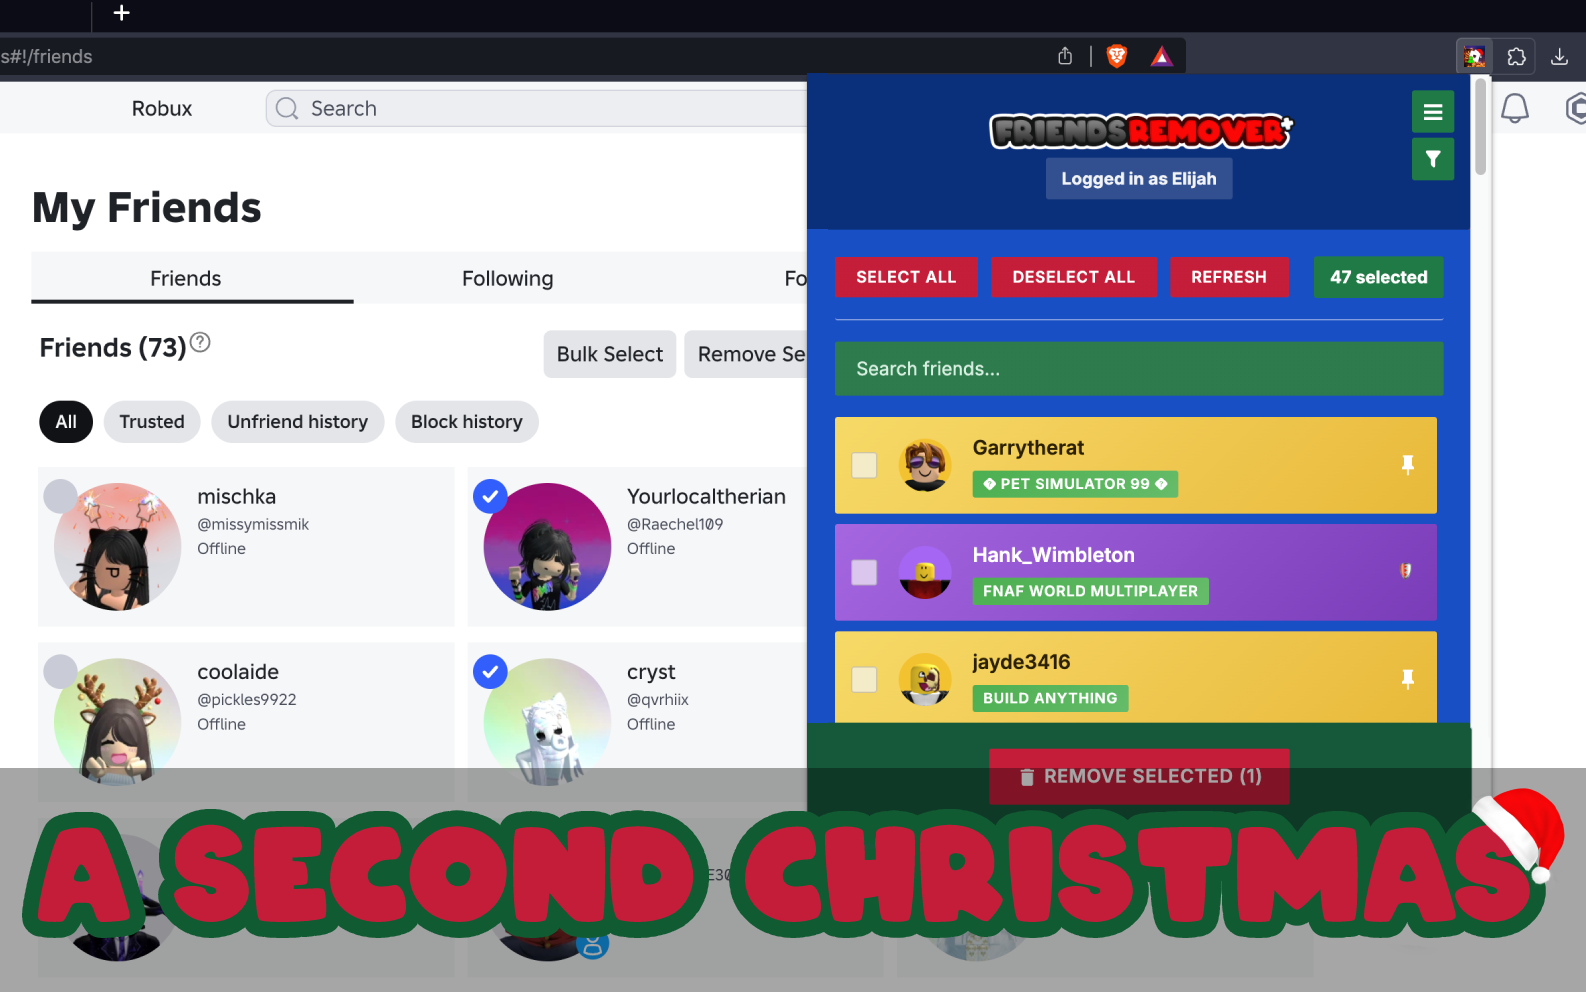 s#!/friends
Robux
Search
FRIENDSREMOVER+
Logged in as Elijah
My Friends
Friends
Following
Fo
SELECT ALL
DESELECT ALL
REFRESH
47 selected
Friends (73)
?
Bulk Select
Remove Se
Search friends...
All
Trusted
Unfriend history
Block history
Garrytherat
� PET SIMULATOR 99 �
mischka
@missymissmik
Offline
Yourlocaltherian
@Raechel109
Offline
Hank_Wimbleton
FNAF WORLD MULTIPLAYER
jayde3416
BUILD ANYTHING
coolaide
@pickles9922
Offline
cryst
@qvrhiix
Offline
REMOVE SELECTED (1)
A SECOND CHRISTMAS